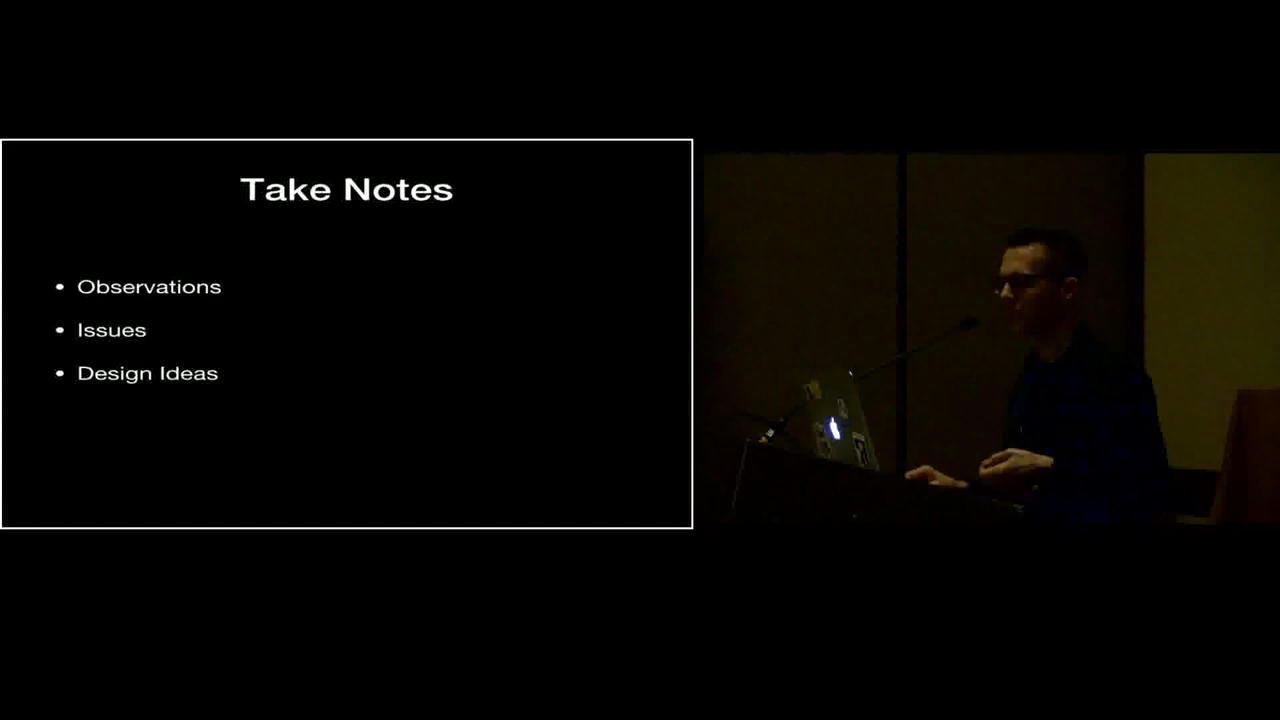 Take Notes
• Observations
• Issues
• Design Ideas